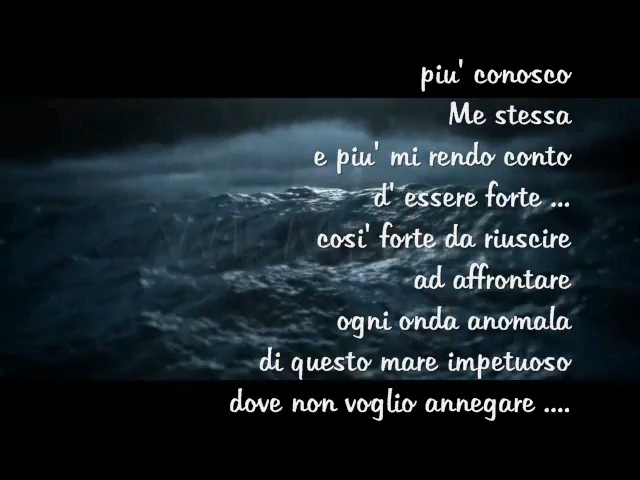 piu' conosco
Me stessa
e piu' mi rendo conto
d' essere forte ...
cosi' forte da riuscire
ad affrontare
ogni onda anomala
di questo mare impetuoso
dove non voglio annegare ....